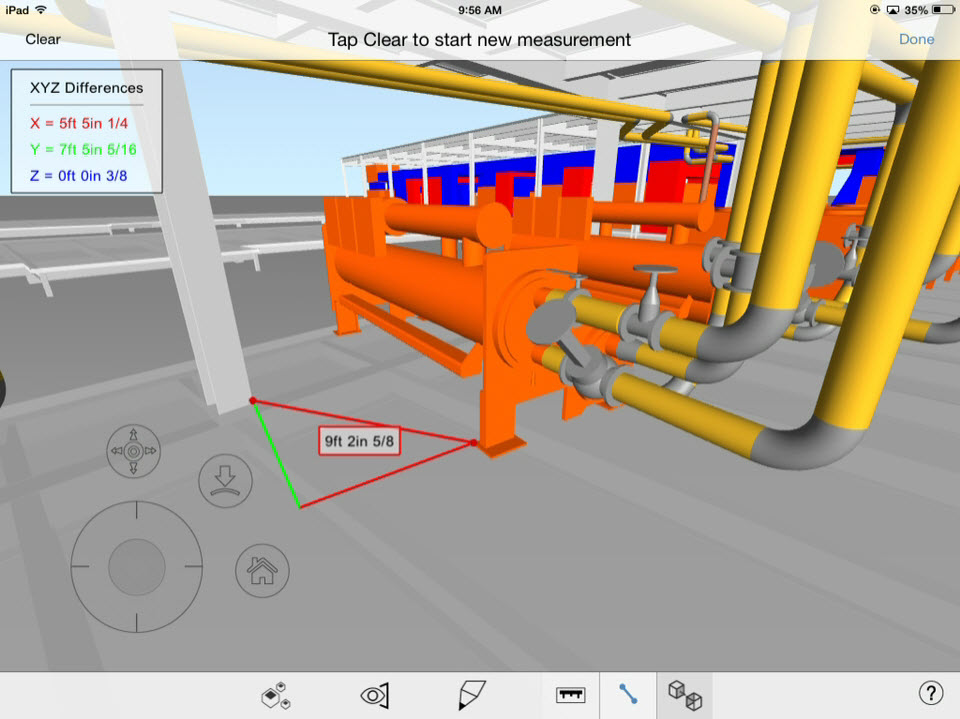 iPad
9:56 AM
35%
Clear
Tap Clear to start new measurement
Done
XYZ Differences
X = 5ft 5in 1/4
Y = 7ft 5in 5/16
Z = 0ft 0in 3/8
9ft 2in 5/8
?